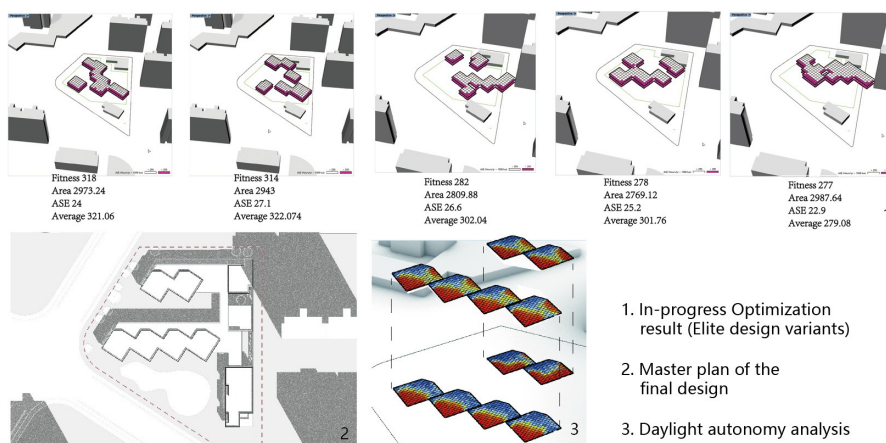 Fitness 318
Area 2973.24
ASE 24
Average 321.06
Fitness 314
Area 2943
ASE 27.1
Average 322.074
Fitness 282
Area 2809.88
ASE 26.6
Average 302.04
Fitness 278
Area 2769.12
ASE 25.2
Average 301.76
Fitness 277
Area 2987.64
ASE 22.9
Average 279.08
2
3
1. In-progress Optimization
result (Elite design variants)
2. Master plan of the
final design
3. Daylight autonomy analysis